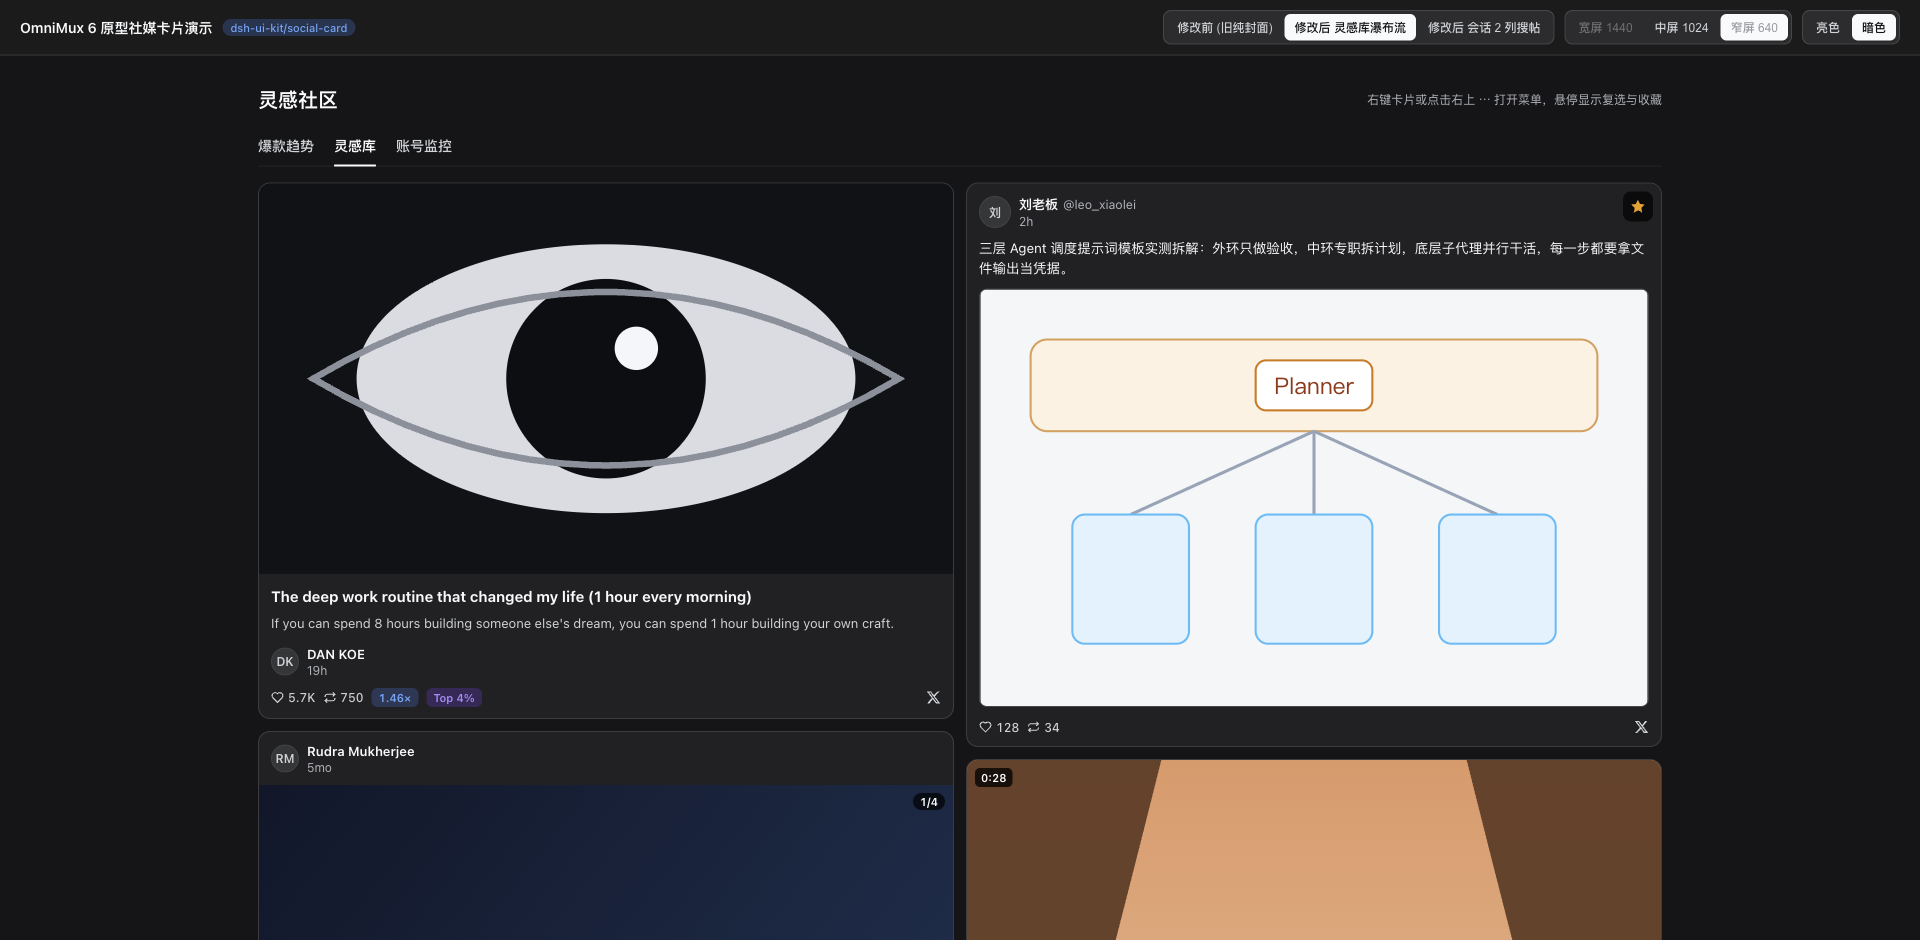 OmniMux 6 原型社媒卡片演示
dsh-ui-kit/social-card
修改前 (旧纯封面)
修改后 灵感库瀑布流
修改后 会话 2 列搜帖
宽屏 1440
中屏 1024
窄屏 640
亮色
暗色
灵感社区
右键卡片或点击右上 ··· 打开菜单，悬停显示复选与收藏
爆款趋势
灵感库
账号监控
The deep work routine that changed my life (1 hour every morning)
If you can spend 8 hours building someone else's dream, you can spend 1 hour building your own craft.
DK
DAN KOE
19h
5.7K
750
1.46×
Top 4%
刘
刘老板 @leo_xiaolei
2h
三层 Agent 调度提示词模板实测拆解：外环只做验收，中环专职拆计划，底层子代理并行干活，每一步都要拿文
件输出当凭据。
Planner
128
34
RM
Rudra Mukherjee
5mo
1/4
0:28